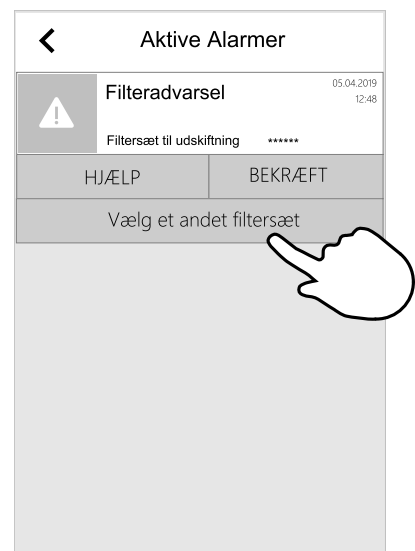 Aktive Alarmer
Filteradvarsel
05.04.2019
12:48
Filtersæt til udskiftning ******
HJÆLP
BEKRÆFT
Vælg et andet filtersæt